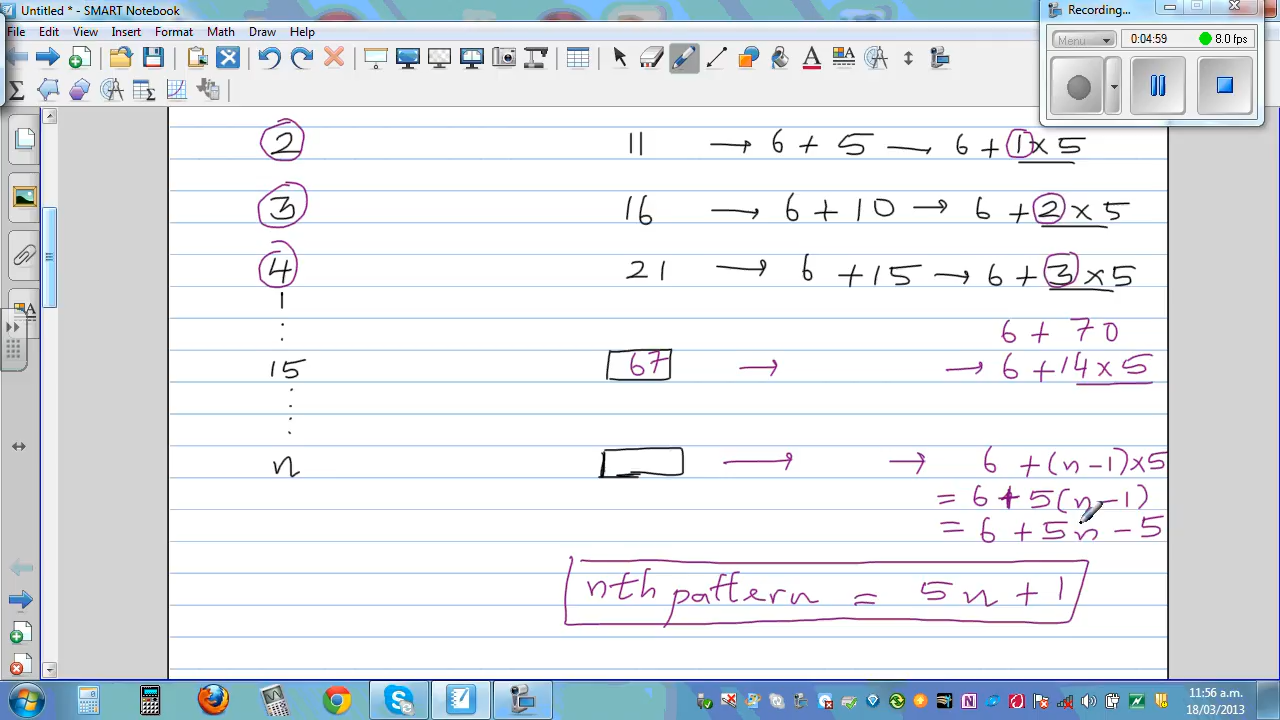 Untitled * - SMART Notebook
Recording...
File Edit View Insert Format Math Draw Help
Menu 0:04:59 8.0 fps
2 11 → 6 + 5 → 6 + 1 × 5
3 16 → 6 + 10 → 6 + 2 × 5
4 21 → 6 + 15 → 6 + 3 × 5
6 + 70
15 67 → → 6 + 14 × 5
n → → 6 + (n - 1) × 5
= 6 + 5(n - 1)
= 6 + 5n - 5
nth pattern = 5n + 1
11:56 a.m.
18/03/2013